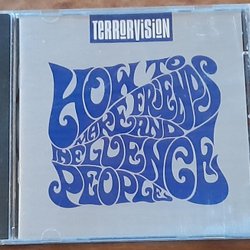 TERRORVISION
HOW TO
MAKE FRIENDS
AND
INFLUENCE
PEOPLE